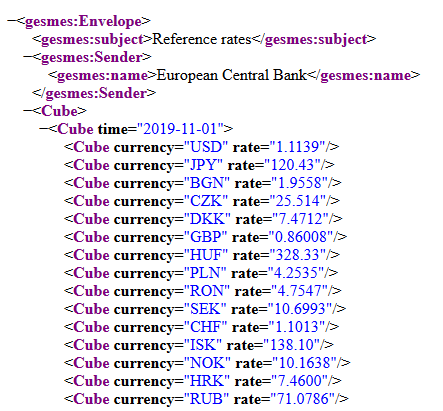 −<gesmes:Envelope>
<gesmes:subject>Reference rates</gesmes:subject>
−<gesmes:Sender>
<gesmes:name>European Central Bank</gesmes:name>
</gesmes:Sender>
−<Cube>
−<Cube time="2019-11-01">
<Cube currency="USD" rate="1.1139"/>
<Cube currency="JPY" rate="120.43"/>
<Cube currency="BGN" rate="1.9558"/>
<Cube currency="CZK" rate="25.514"/>
<Cube currency="DKK" rate="7.4712"/>
<Cube currency="GBP" rate="0.86008"/>
<Cube currency="HUF" rate="328.33"/>
<Cube currency="PLN" rate="4.2535"/>
<Cube currency="RON" rate="4.7547"/>
<Cube currency="SEK" rate="10.6993"/>
<Cube currency="CHF" rate="1.1013"/>
<Cube currency="ISK" rate="138.10"/>
<Cube currency="NOK" rate="10.1638"/>
<Cube currency="HRK" rate="7.4600"/>
<Cube currency="RUB" rate="71.0786"/>